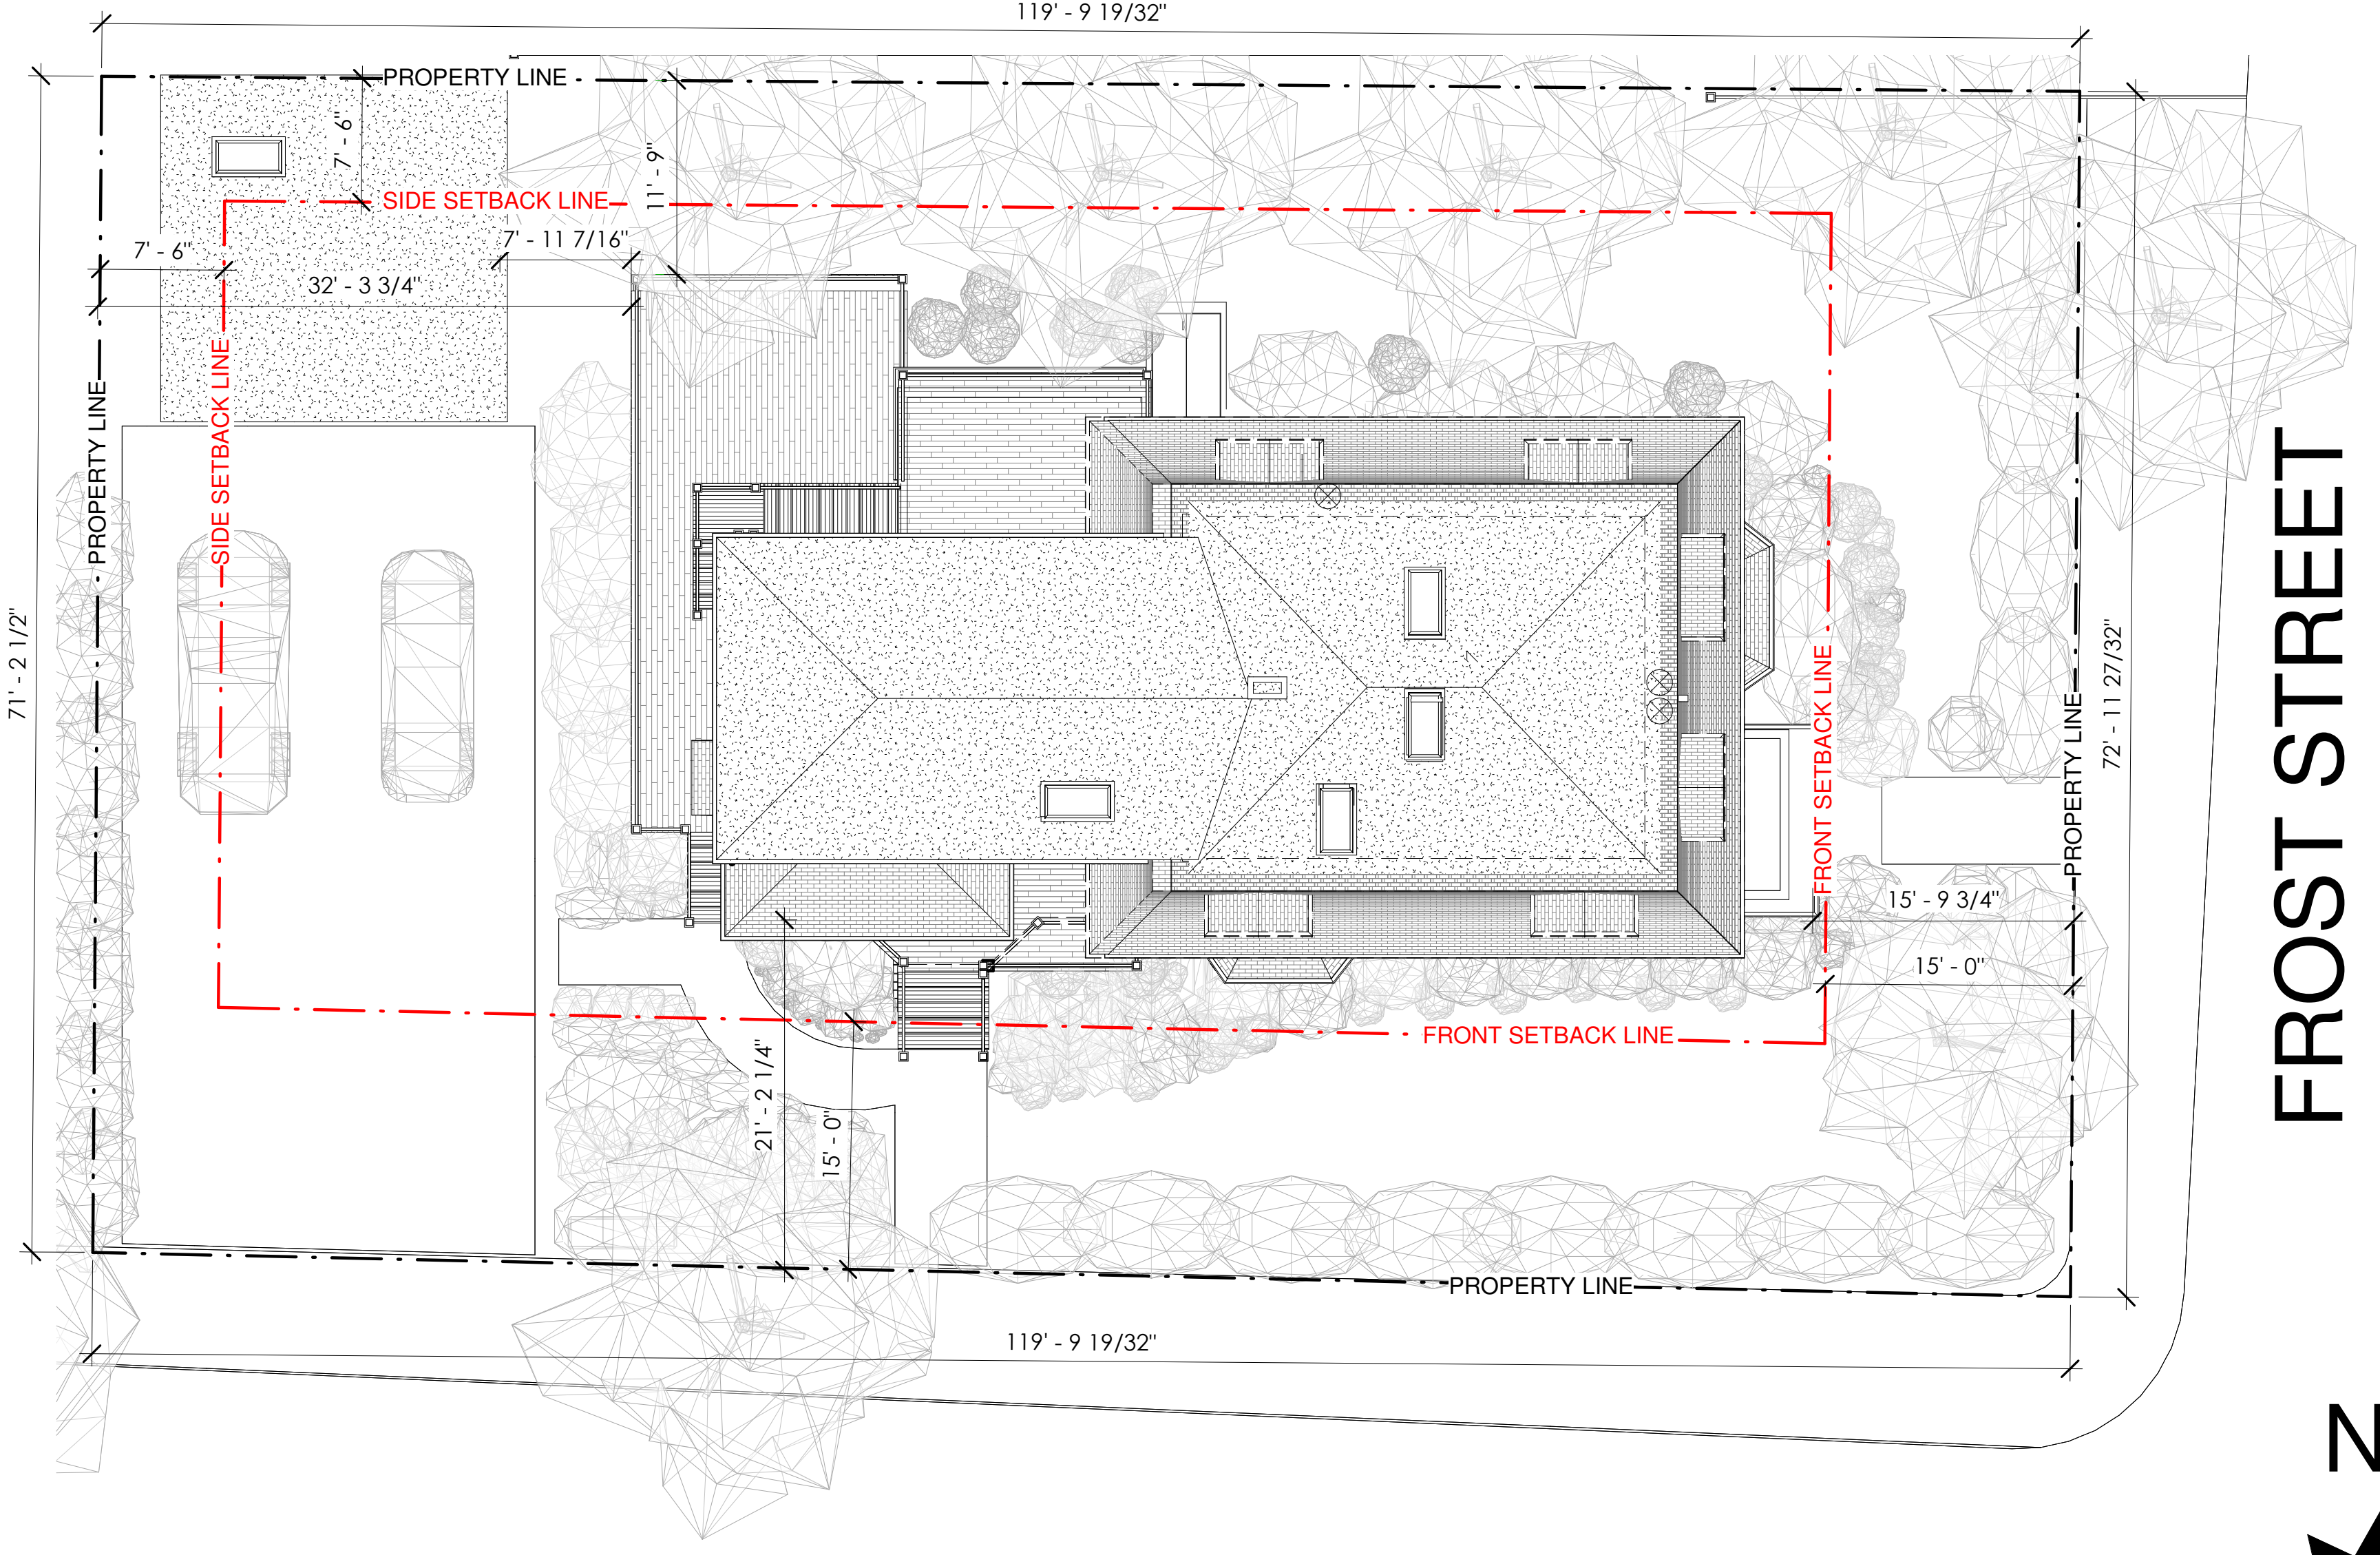 119' - 9 19/32"
PROPERTY LINE
7' - 6"
11' - 9"
SIDE SETBACK LINE
7' - 6"
7' - 11 7/16"
32' - 3 3/4"
PROPERTY LINE
SIDE SETBACK LINE
71' - 2 1/2"
FRONT SETBACK LINE
PROPERTY LINE
72' - 11 27/32"
FROST STREET
15' - 9 3/4"
15' - 0"
FRONT SETBACK LINE
21' - 2 1/4"
15' - 0"
PROPERTY LINE
119' - 9 19/32"
N